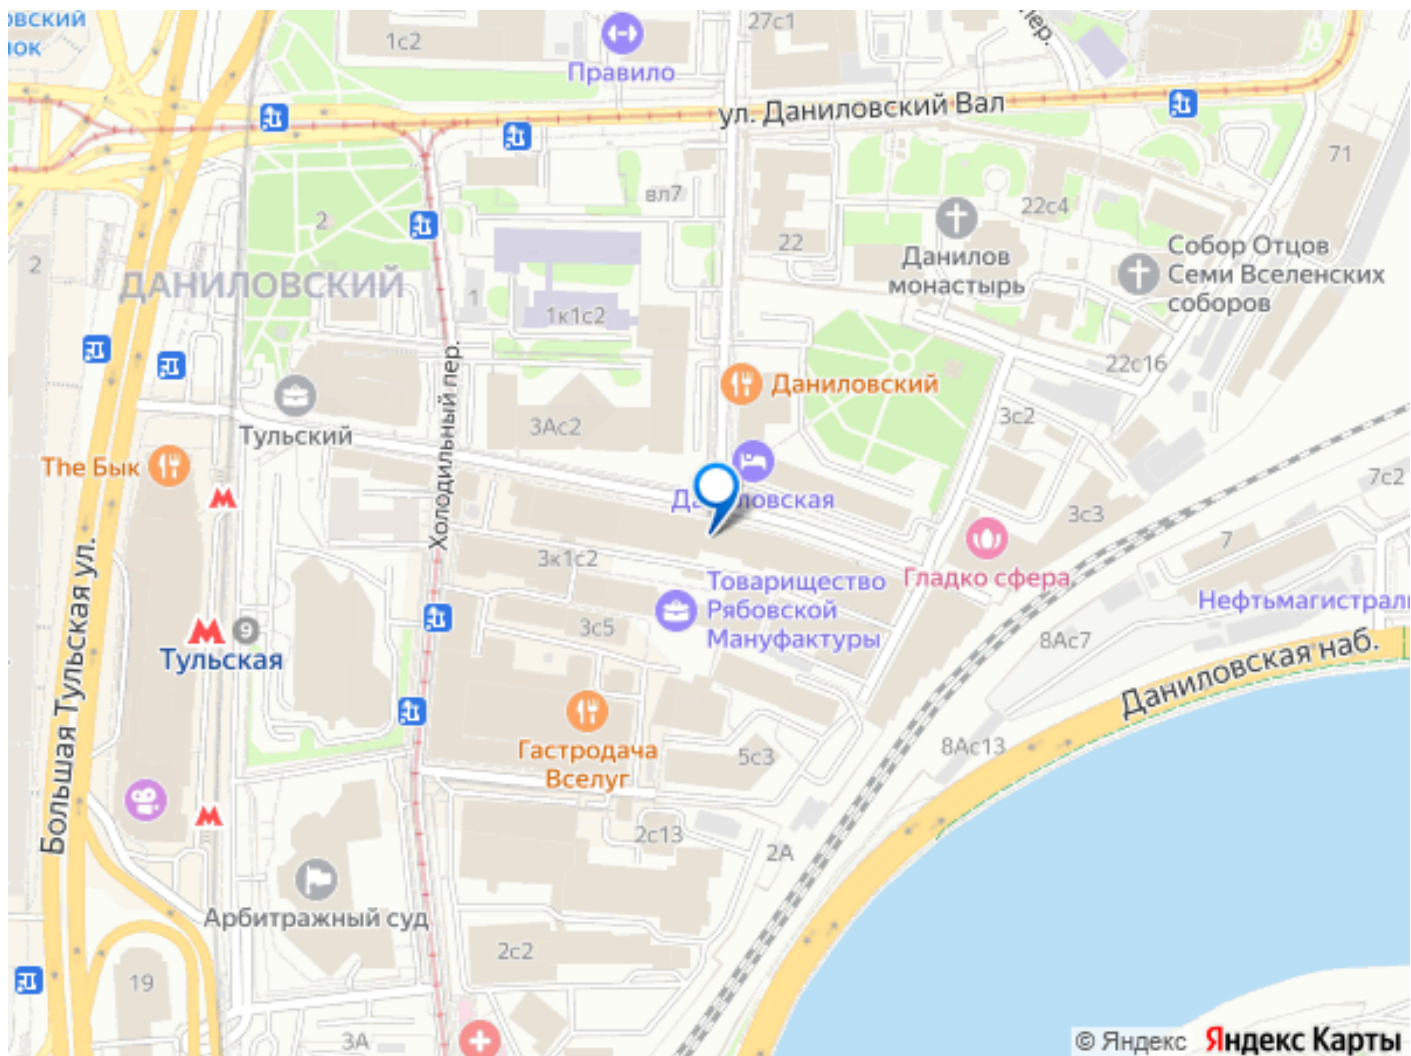 вский
ок
1с2
Правило
27с1
пер.
ул. Даниловский Вал
71
вл7
2
22с4
22
Данилов
монастырь
Собор Отцов
Семи Вселенских
соборов
2
ДАНИЛОВСКИЙ
1
1к1с2
22с16
Холодильный пер.
Даниловский
3с2
3Ас2
Тульский
The Бык
7с2
Да ловская
3с3
7
3к1с2
Гладко сфера
Товарищество
Рябовской
Мануфактуры
Нефтьмагистраль
3с5
8Ас7
9
Тульская
Большая Тульская ул.
Даниловская наб.
Гастродача
Вселуг
5с3
8Ас13
2с13
2А
Арбитражный суд
2с2
19
3А
© Яндекс Яндекс Карты